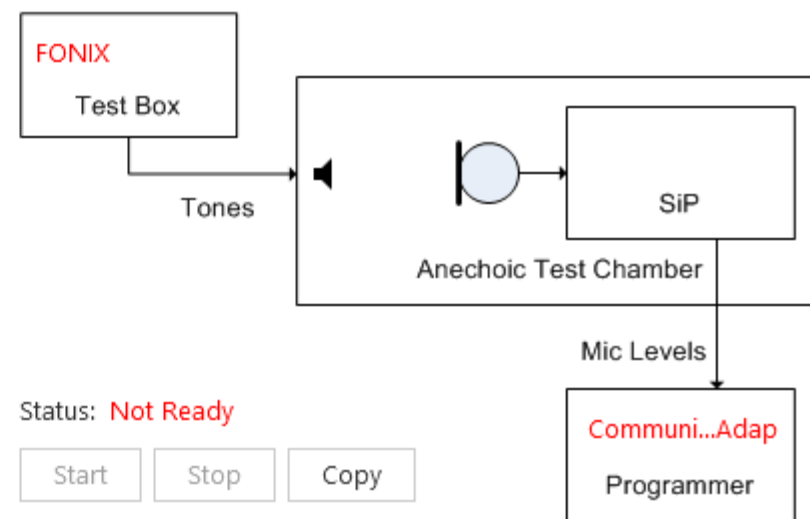 FONIX
Test Box
Tones
SiP
Anechoic Test Chamber
Mic Levels
Status: Not Ready
Communi...Adap
Start Stop Copy
Programmer